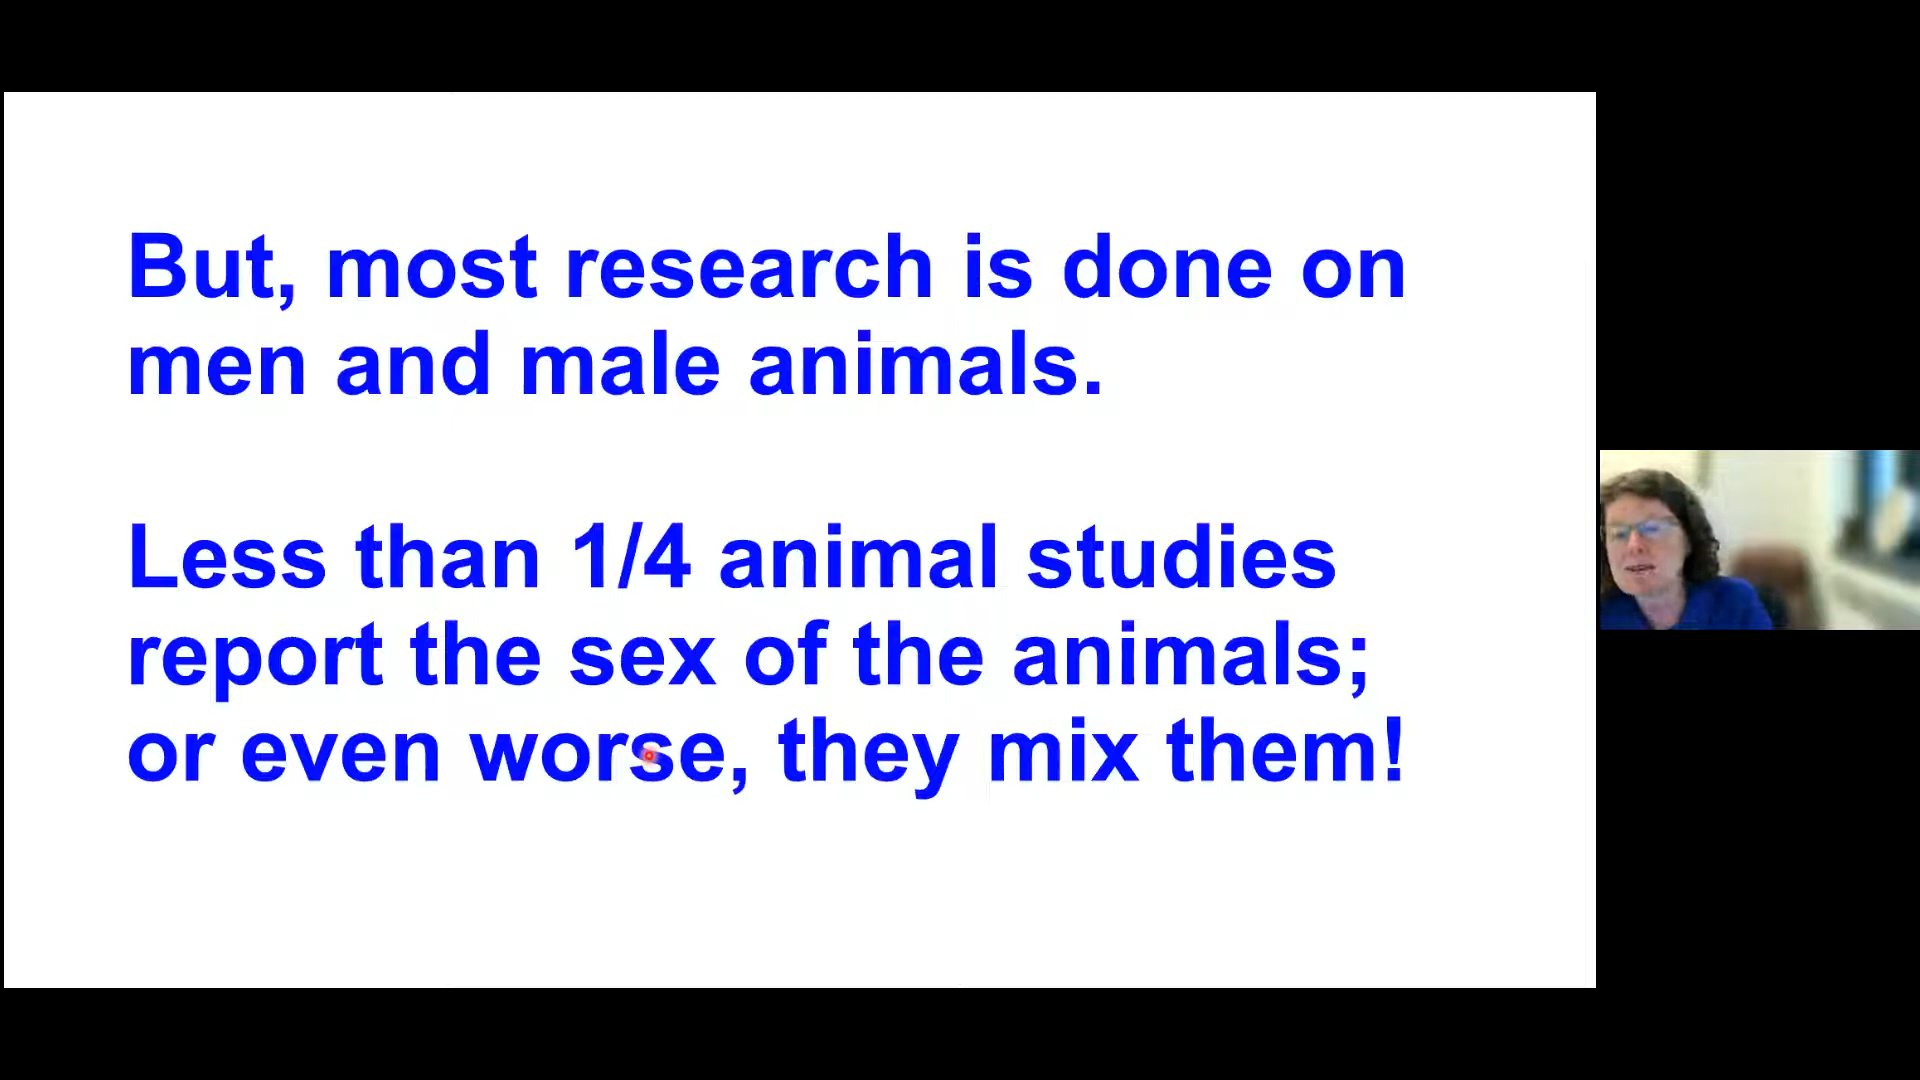 But, most research is done on
men and male animals.
Less than 1/4 animal studies
report the sex of the animals;
or even worse, they mix them!